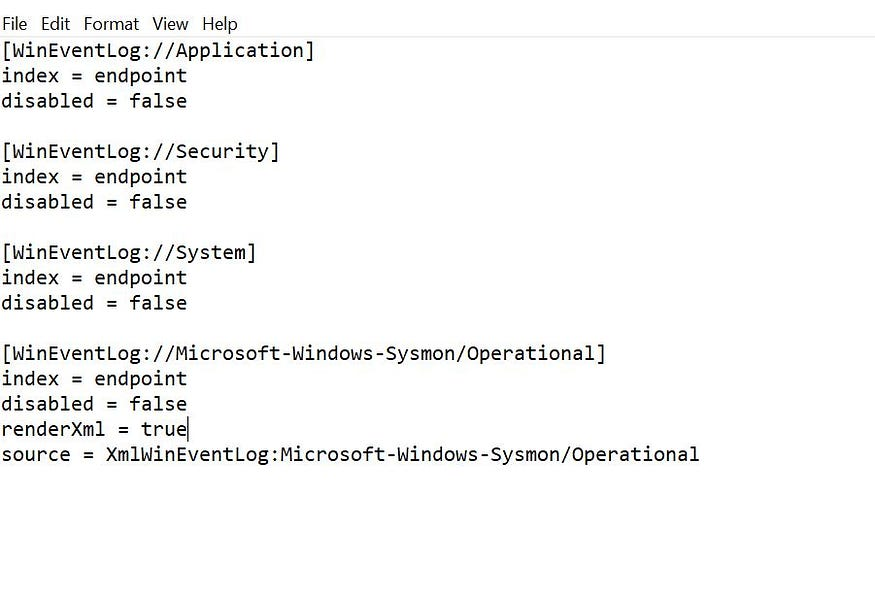 File Edit Format View Help
[WinEventLog://Application]
index = endpoint
disabled = false
[WinEventLog://Security]
index = endpoint
disabled = false
[WinEventLog://System]
index = endpoint
disabled = false
[WinEventLog://Microsoft-Windows-Sysmon/Operational]
index = endpoint
disabled = false
renderXml = true
source = XmlWinEventLog:Microsoft-Windows-Sysmon/Operational